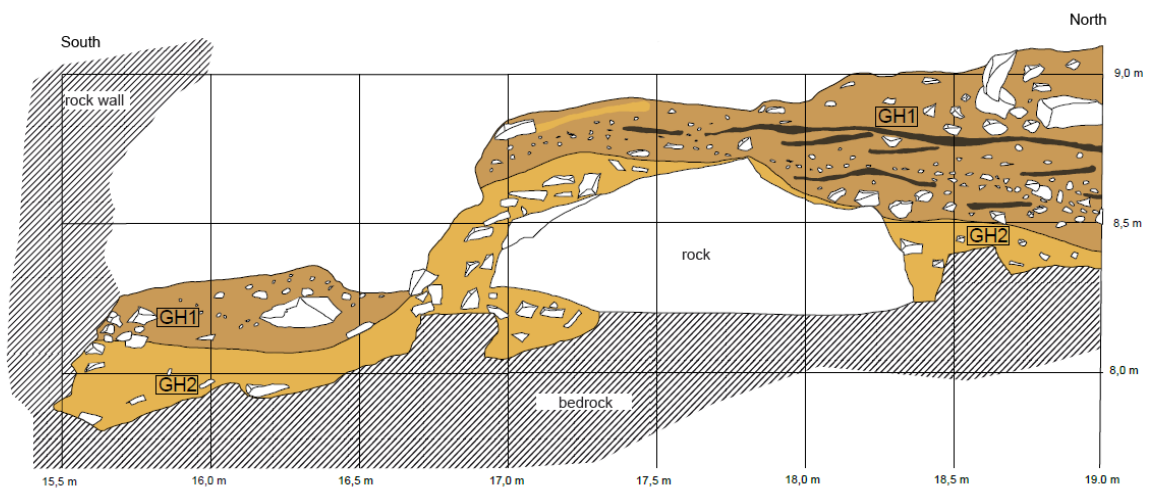 South
North
rock wall
9,0 m
GH1
8,5 m
GH2
rock
GH1
8,0 m
GH2
bedrock
15,5 m
16,0 m
16,5 m
17,0 m
17,5 m
18,0 m
18,5 m
19.0 m